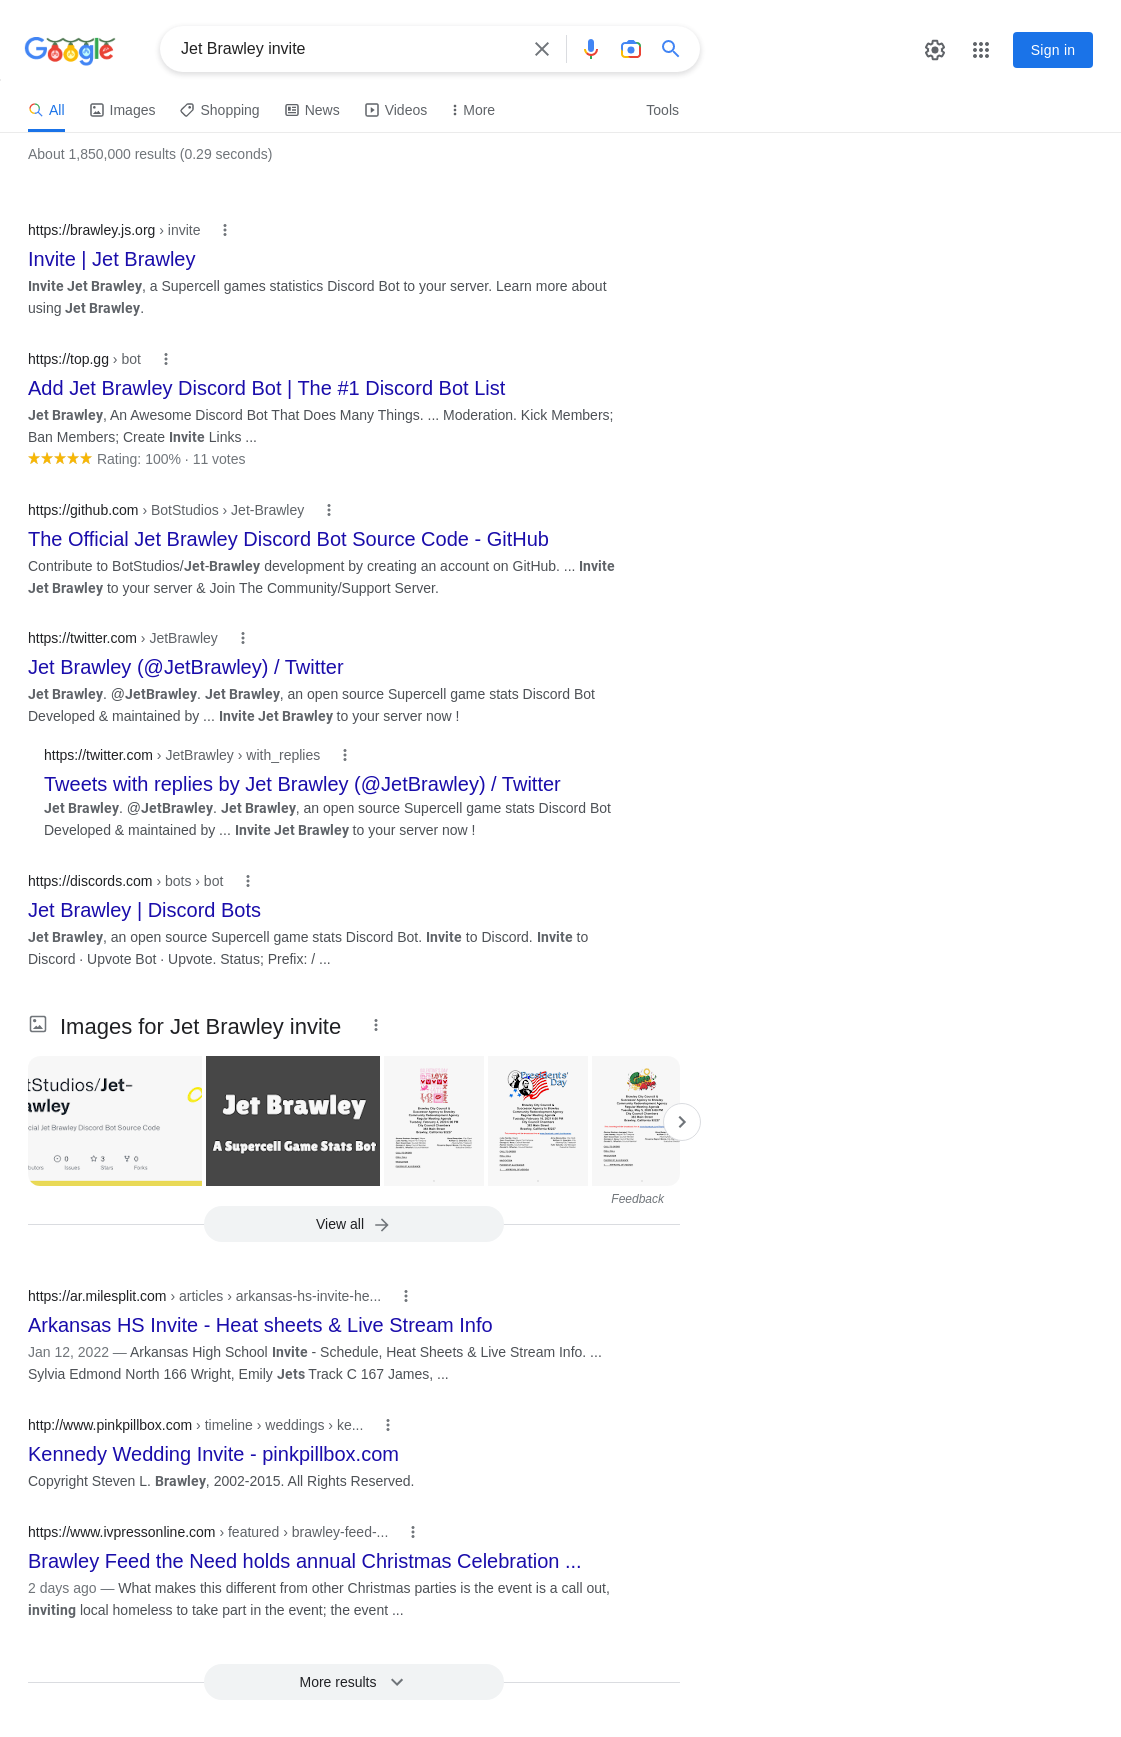 Google
Jet Brawley invite
Sign in
All
Images
Shopping
News
Videos
More
Tools
About 1,850,000 results (0.29 seconds)
https://brawley.js.org › invite
Invite | Jet Brawley
Invite Jet Brawley, a Supercell games statistics Discord Bot to your server. Learn more about
using Jet Brawley.
https://top.gg › bot
Add Jet Brawley Discord Bot | The #1 Discord Bot List
Jet Brawley, An Awesome Discord Bot That Does Many Things. ... Moderation. Kick Members;
Ban Members; Create Invite Links ...
Rating: 100% · 11 votes
https://github.com › BotStudios › Jet-Brawley
The Official Jet Brawley Discord Bot Source Code - GitHub
Contribute to BotStudios/Jet-Brawley development by creating an account on GitHub. ... Invite
Jet Brawley to your server & Join The Community/Support Server.
https://twitter.com › JetBrawley
Jet Brawley (@JetBrawley) / Twitter
Jet Brawley. @JetBrawley. Jet Brawley, an open source Supercell game stats Discord Bot
Developed & maintained by ... Invite Jet Brawley to your server now !
https://twitter.com › JetBrawley › with_replies
Tweets with replies by Jet Brawley (@JetBrawley) / Twitter
Jet Brawley. @JetBrawley. Jet Brawley, an open source Supercell game stats Discord Bot
Developed & maintained by ... Invite Jet Brawley to your server now !
https://discords.com › bots › bot
Jet Brawley | Discord Bots
Jet Brawley, an open source Supercell game stats Discord Bot. Invite to Discord. Invite to
Discord · Upvote Bot · Upvote. Status; Prefix: / ...
Images for Jet Brawley invite
tStudios/Jet-
awley
cial Jet Brawley Discord Bot Source Code
0 3 0
Issues Stars Forks
Jet Brawley
A Supercell Game Stats Bot
Presidents'
Day
Feedback
View all
https://ar.milesplit.com › articles › arkansas-hs-invite-he...
Arkansas HS Invite - Heat sheets & Live Stream Info
Jan 12, 2022 — Arkansas High School Invite - Schedule, Heat Sheets & Live Stream Info. ...
Sylvia Edmond North 166 Wright, Emily Jets Track C 167 James, ...
http://www.pinkpillbox.com › timeline › weddings › ke...
Kennedy Wedding Invite - pinkpillbox.com
Copyright Steven L. Brawley, 2002-2015. All Rights Reserved.
https://www.ivpressonline.com › featured › brawley-feed-...
Brawley Feed the Need holds annual Christmas Celebration ...
2 days ago — What makes this different from other Christmas parties is the event is a call out,
inviting local homeless to take part in the event; the event ...
More results